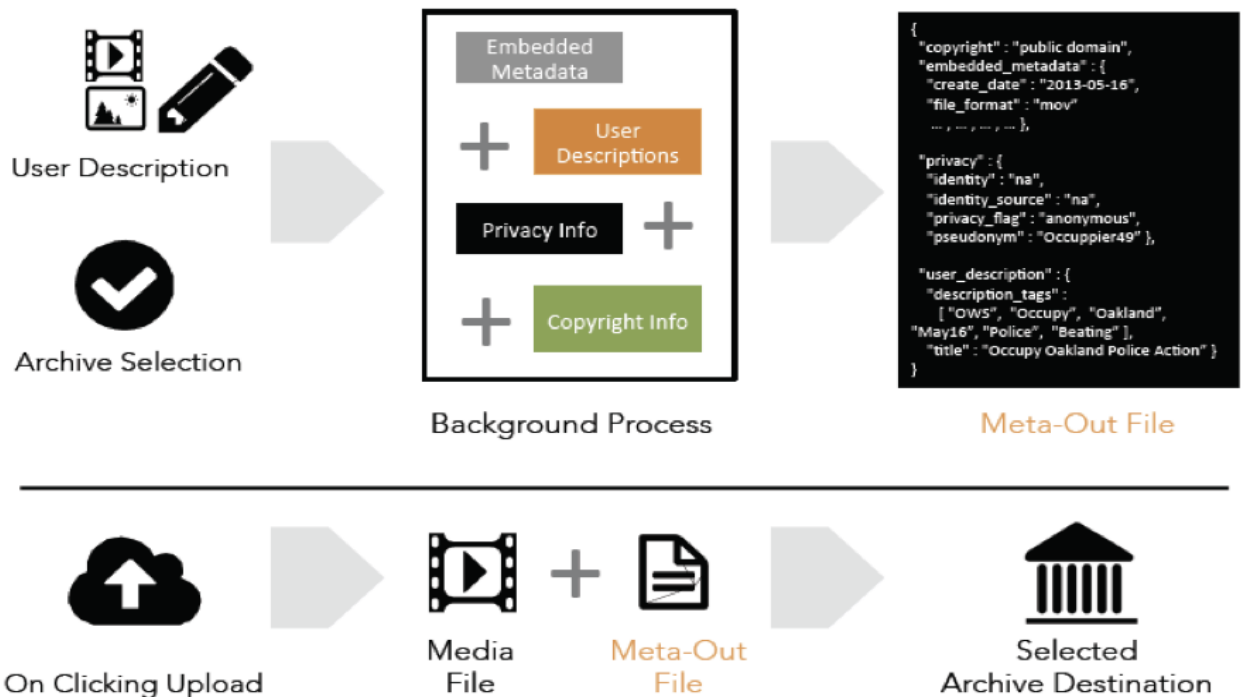 User Description
Archive Selection
Embedded
Metadata
User
Descriptions
Privacy Info
Copyright Info
Background Process
{
"copyright" : "public domain",
"embedded_metadata" : {
"create_date" : "2013-05-16",
"file_format" : "mov"
... , ... , ... , ... },
"privacy" : {
"identity" : "na",
"identity_source" : "na",
"privacy_flag" : "anonymous",
"pseudonym" : "Occuppier49" },
"user_description" : {
"description_tags" :
[ "OWS", "Occupy", "Oakland",
"May16", "Police", "Beating" ],
"title" : "Occupy Oakland Police Action" }
}
Meta-Out File
On Clicking Upload
Media
File
Meta-Out
File
Selected
Archive Destination